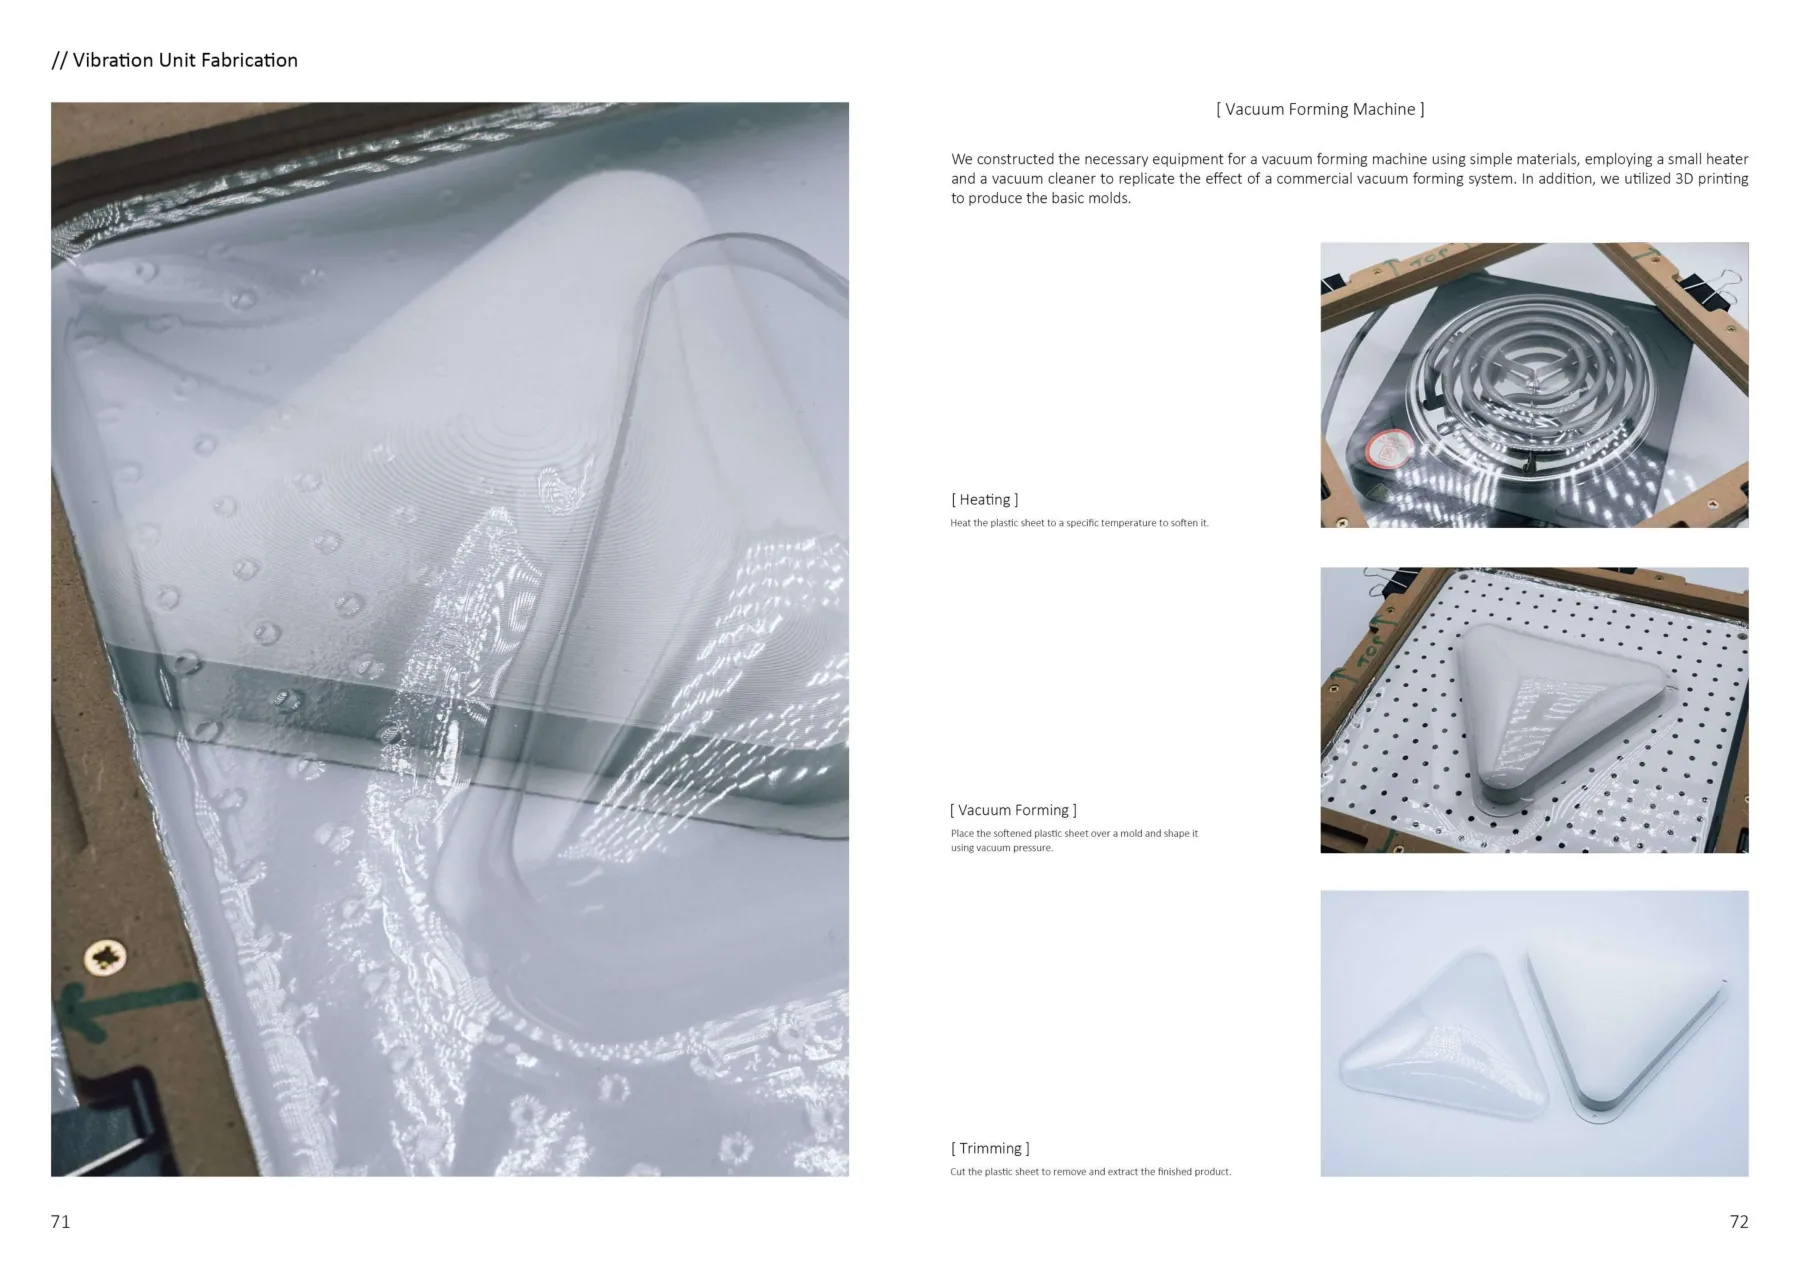 // Vibration Unit Fabrication
[ Vacuum Forming Machine ]
We constructed the necessary equipment for a vacuum forming machine using simple materials, employing a small heater
and a vacuum cleaner to replicate the effect of a commercial vacuum forming system. In addition, we utilized 3D printing
to produce the basic molds.
TOP
[ Heating ]
Heat the plastic sheet to a specific temperature to soften it.
TOP
[ Vacuum Forming ]
Place the softened plastic sheet over a mold and shape it
using vacuum pressure.
[ Trimming ]
Cut the plastic sheet to remove and extract the finished product.
71
72